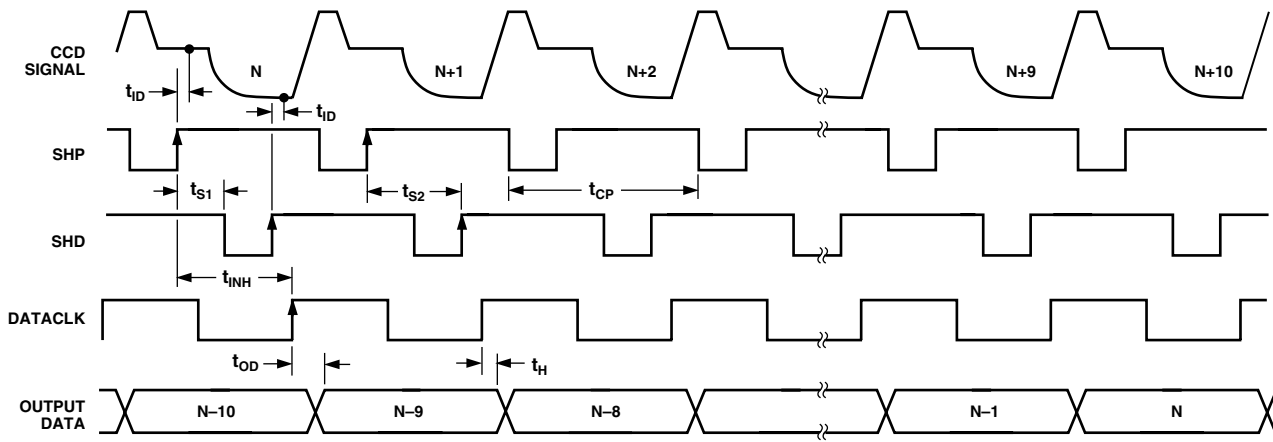 CCD
SIGNAL
N
N+1
N+2
N+9
N+10
tID
tID
SHP
tS1
tS2
tCP
SHD
tINH
DATACLK
tOD
tH
OUTPUT
DATA
N–10
N–9
N–8
N–1
N